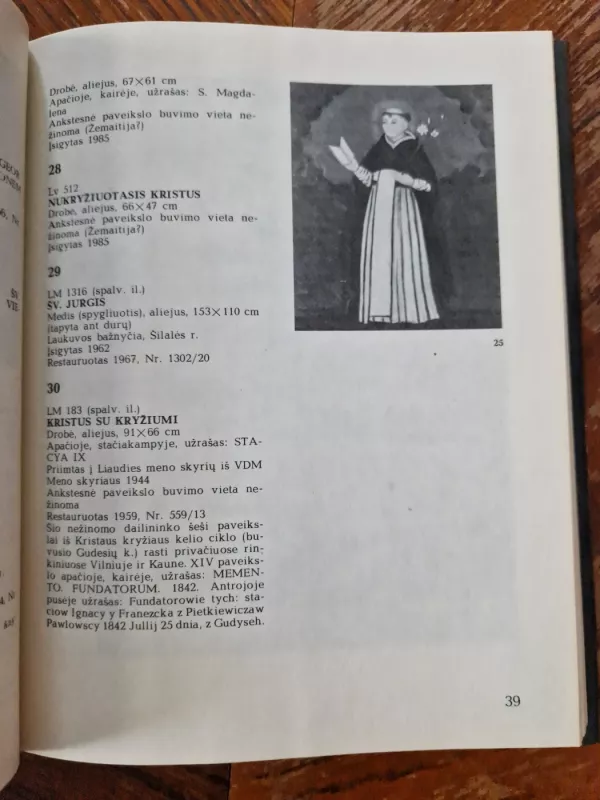 Drobė, aliejus, 67×61 cm
Apačioje, kairėje, užrašas: S. Magda-
lena
Ankstesnė paveikslo buvimo vieta ne-
žinoma (Žemaitija?)
Įsigytas 1985
28
Lv 512
NUKRYŽIUOTASIS KRISTUS
Drobė, aliejus, 66×47 cm
Ankstesnė paveikslo buvimo vieta ne-
žinoma (Žemaitija?)
Įsigytas 1985
29
LM 1316 (spalv. il.)
ŠV. JURGIS
Medis (spygliuotis), aliejus, 153×110 cm
(tapyta ant durų)
Laukuvos bažnyčia, Šilalės r.
Įsigytas 1962
Restauruotas 1967, Nr. 1302/20
30
LM 183 (spalv. il.)
KRISTUS SU KRYŽIUMI
Drobė, aliejus, 91×66 cm
Apačioje, stačiakampyje, užrašas: STA-
CYA IX
Priimtas į Liaudies meno skyrių iš VDM
Meno skyriaus 1944
Ankstesnė paveikslo buvimo vieta ne-
žinoma
Restauruotas 1959, Nr. 559/13
Šio nežinomo dailininko šeši paveiks-
lai iš Kristaus kryžiaus kelio ciklo (bu-
vusio Gudesių k.) rasti privačiuose rin-
kiniuose Vilniuje ir Kaune. XIV paveiks-
lo apačioje, kairėje, užrašas: MEMEN-
TO. FUNDATORUM. 1842. Antrojoje
pusėje užrašas: Fundatorowie tych: sta-
ciow Ignacy y Franezcka z Pietkiewiczaw
Pawlowscy 1842 Jullij 25 dnia, z Gudyseh.
25
39